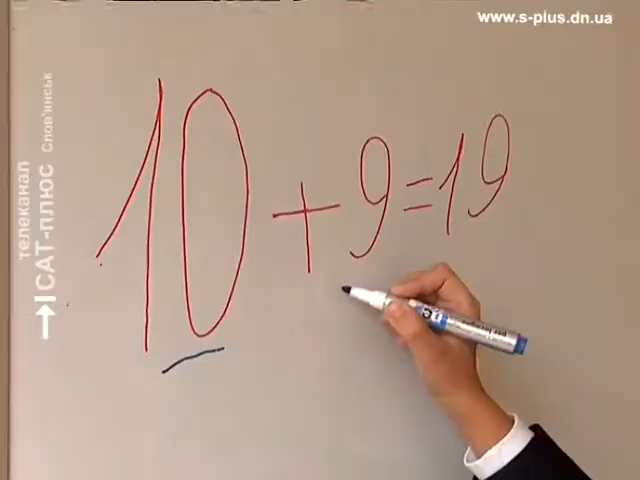 www.s-plus.dn.ua
телеканал
САТ-плюс Слов'янськ
10 + 9 = 19